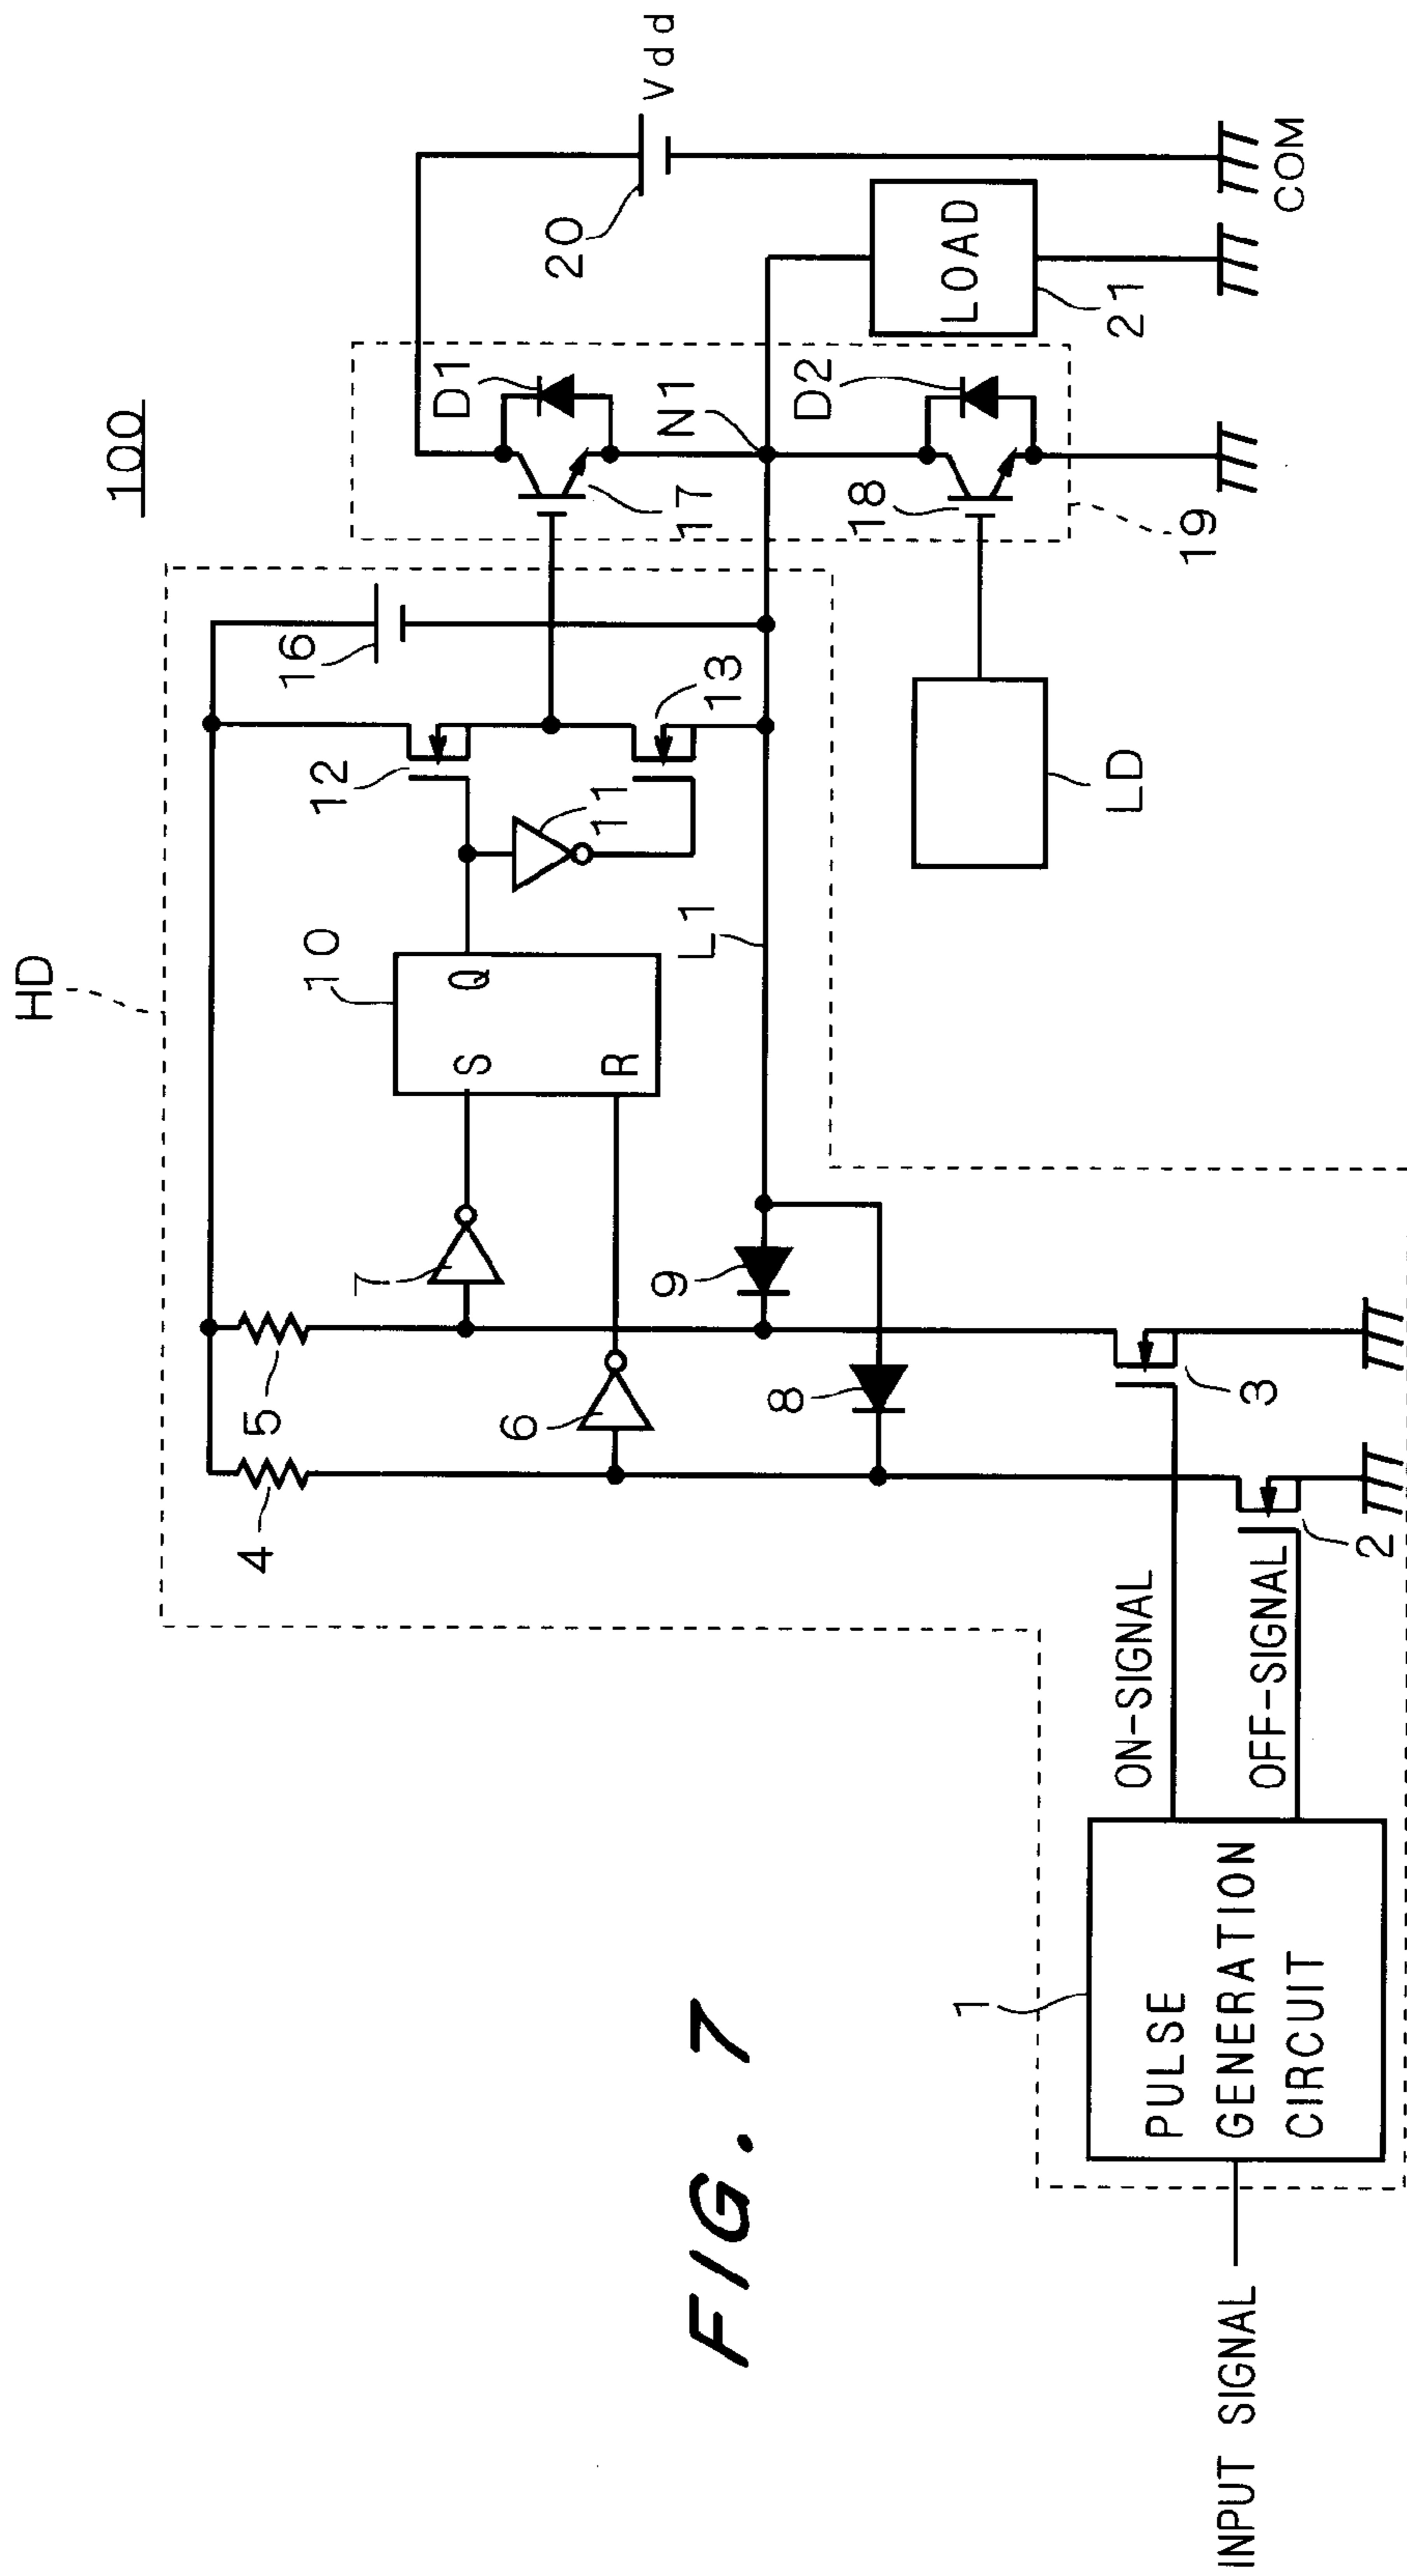 100
HD
4
5
7
6
S
R
Q
10
12
11
13
16
17
D1
20
Vdd
9
8
L1
N1
18
D2
19
LOAD
21
COM
LD
3
2
ON-SIGNAL
OFF-SIGNAL
1
PULSE
GENERATION
CIRCUIT
INPUT SIGNAL
FIG. 7